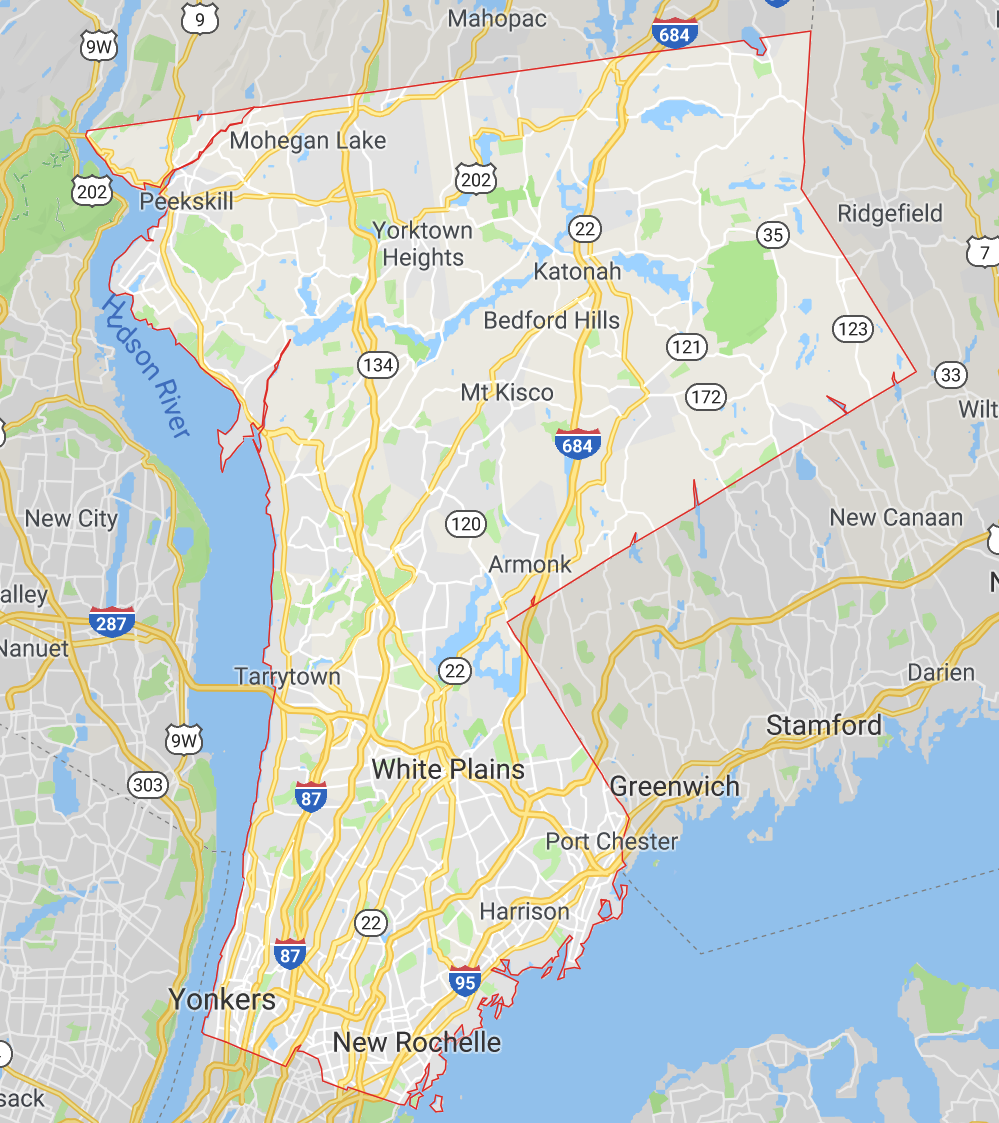 9
Mahopac
684
9W
Mohegan Lake
202
202
Peekskill
Ridgefield
Yorktown
Heights
22
35
7
Katonah
Hudson River
Bedford Hills
123
121
134
33
Mt Kisco
172
Wilt
684
New City
120
New Canaan
Armonk
alley
287
Nanuet
22
Tarrytown
Darien
9W
Stamford
White Plains
303
87
Greenwich
Port Chester
22
Harrison
87
95
Yonkers
New Rochelle
sack